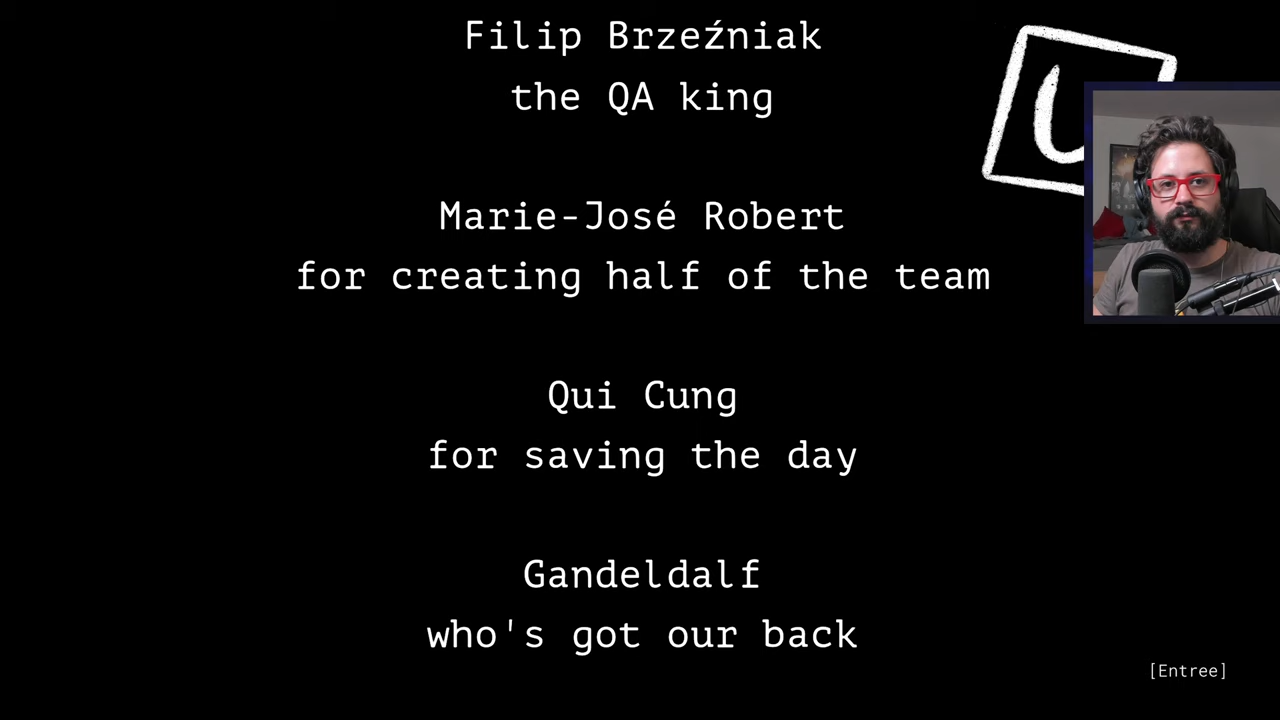 Filip Brzeźniak
the QA king
Marie-José Robert
for creating half of the team
Qui Cung
for saving the day
Gandeldalf
who's got our back
[Entree]